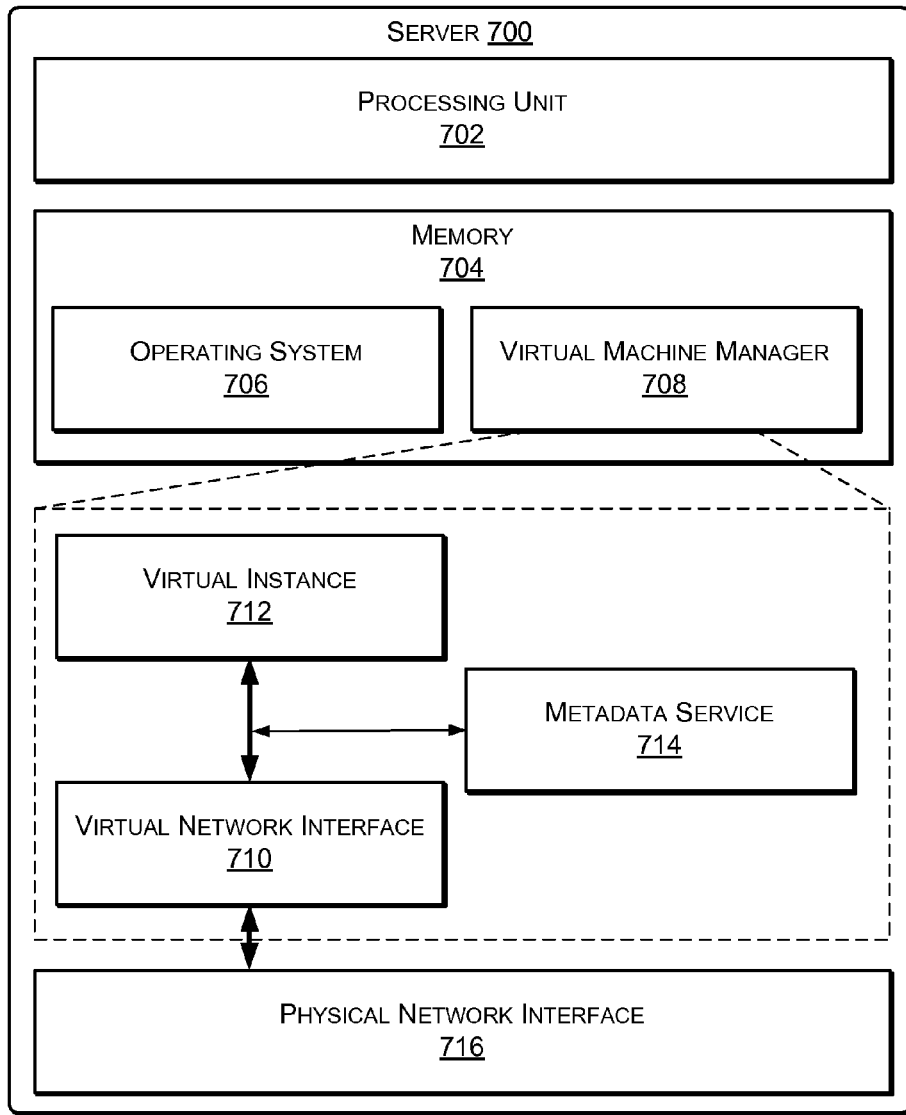 SERVER 700
PROCESSING UNIT
702
MEMORY
704
OPERATING SYSTEM
706
VIRTUAL MACHINE MANAGER
708
VIRTUAL INSTANCE
712
METADATA SERVICE
714
VIRTUAL NETWORK INTERFACE
710
PHYSICAL NETWORK INTERFACE
716